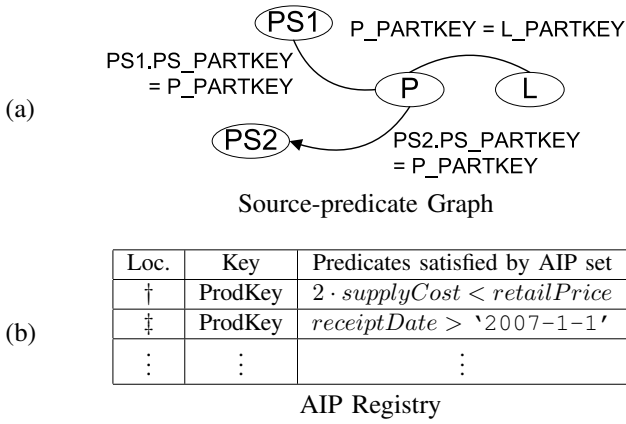 (a)
PS1
P_PARTKEY = L_PARTKEY
PS1.PS_PARTKEY
= P_PARTKEY
P
L
PS2
PS2.PS_PARTKEY
= P_PARTKEY
Source-predicate Graph
(b)
Loc. Key Predicates satisfied by AIP set
† ProdKey 2 · supplyCost < retailPrice
‡ ProdKey receiptDate > `2007-1-1'
⋮ ⋮ ⋮
AIP Registry